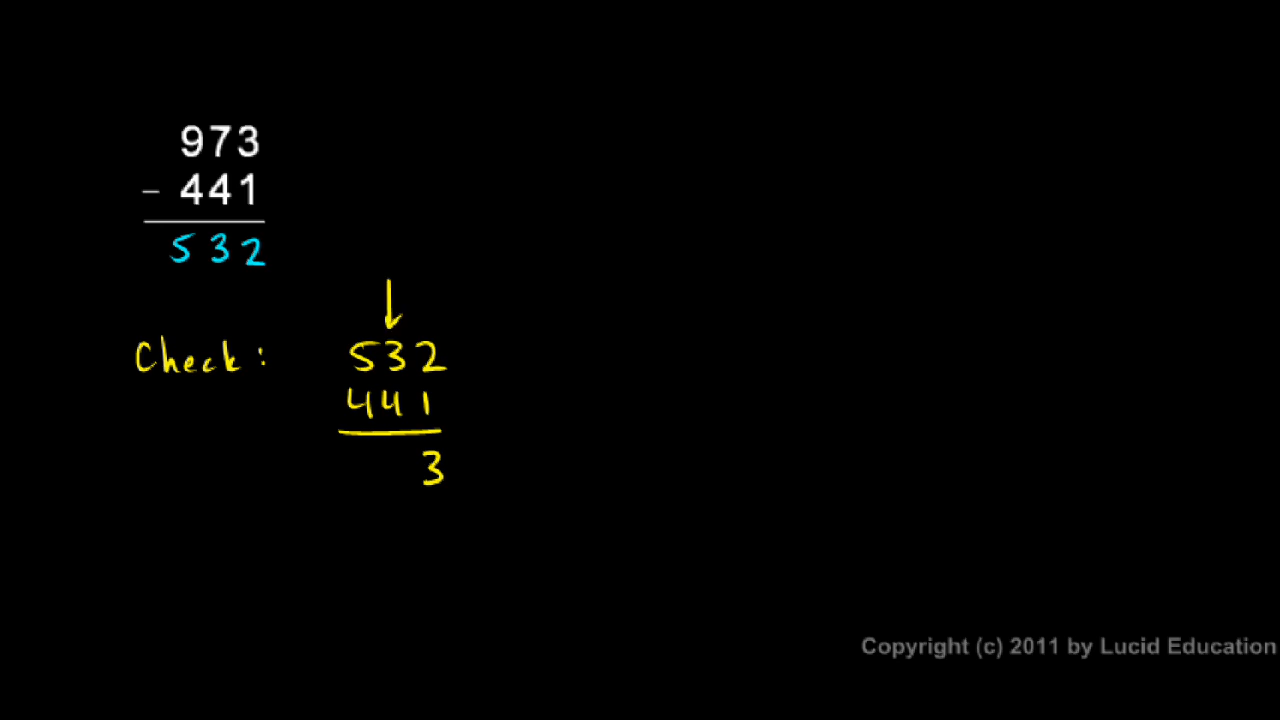 973
- 441
532
Check: 532
441
3
Copyright (c) 2011 by Lucid Education